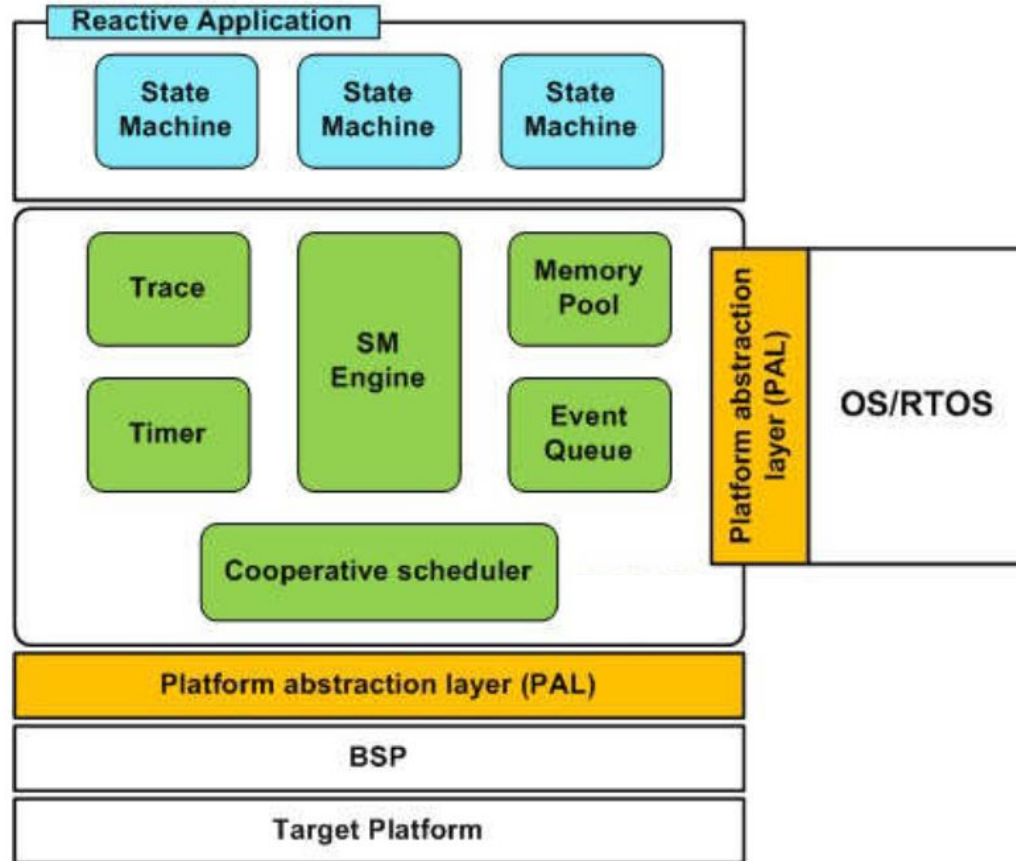 Reactive Application
State
Machine
State
Machine
State
Machine
Trace
SM
Engine
Memory
Pool
Timer
Event
Queue
Cooperative scheduler
Platform abstraction
layer (PAL)
OS/RTOS
Platform abstraction layer (PAL)
BSP
Target Platform